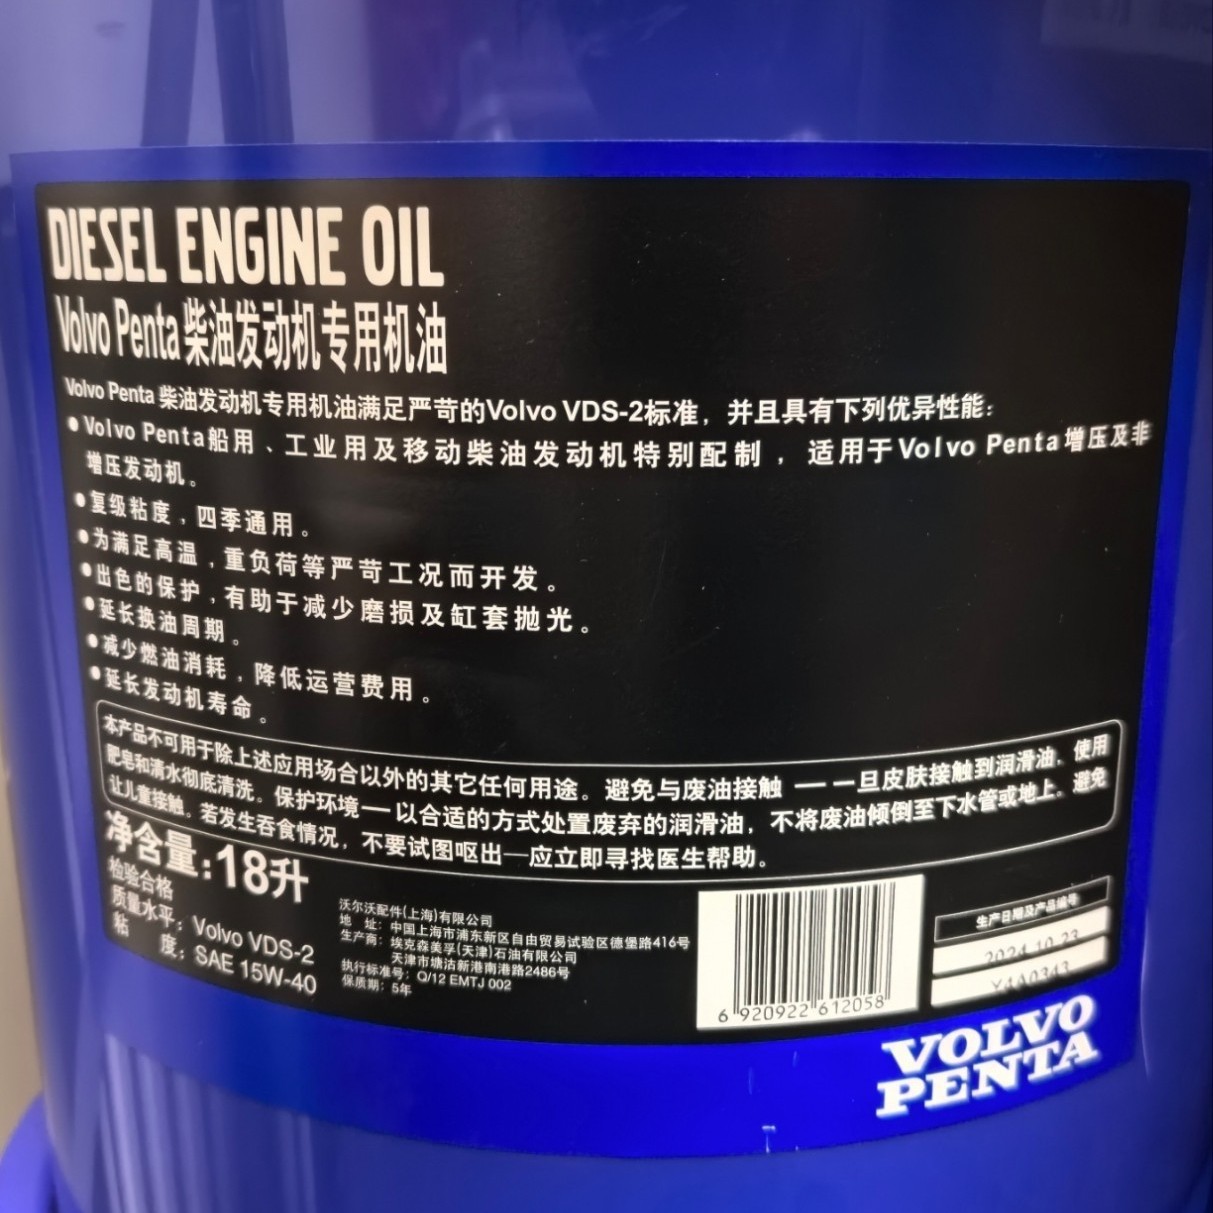 DIESEL ENGINE OIL
Volvo Penta柴油发动机专用机油
Volvo Penta 柴油发动机专用机油满足严苛的Volvo VDS-2标准，并且具有下列优异性能：
●Volvo Penta船用、工业用及移动柴油发动机特别配制，适用于Volvo Penta增压及非
增压发动机。
●复级粘度，四季通用。
●为满足高温，重负荷等严苛工况而开发。
●出色的保护，有助于减少磨损及缸套抛光。
●延长换油周期。
●减少燃油消耗，降低运营费用。
●延长发动机寿命。
本产品不可用于除上述应用场合以外的其它任何用途。避免与废油接触 — 一旦皮肤接触到润滑油，使用
肥皂和清水彻底清洗。保护环境—以合适的方式处置废弃的润滑油，不将废油倾倒至下水管或地上。避免
让儿童接触。若发生吞食情况，不要试图呕出—应立即寻找医生帮助。
净含量：18升
检验合格
质量水平：Volvo VDS-2
粘 度：SAE 15W-40
沃尔沃配件(上海)有限公司
地 址：中国上海市浦东新区自由贸易试验区德堡路416号
生产商：埃克森美孚(天津)石油有限公司
天津市塘沽新港南港路2486号
执行标准号：Q/12 EMTJ 002
保质期：5年
6 920922 612058
生产日期及产品编号
2024 10 23
Y4A0343
VOLVO
PENTA